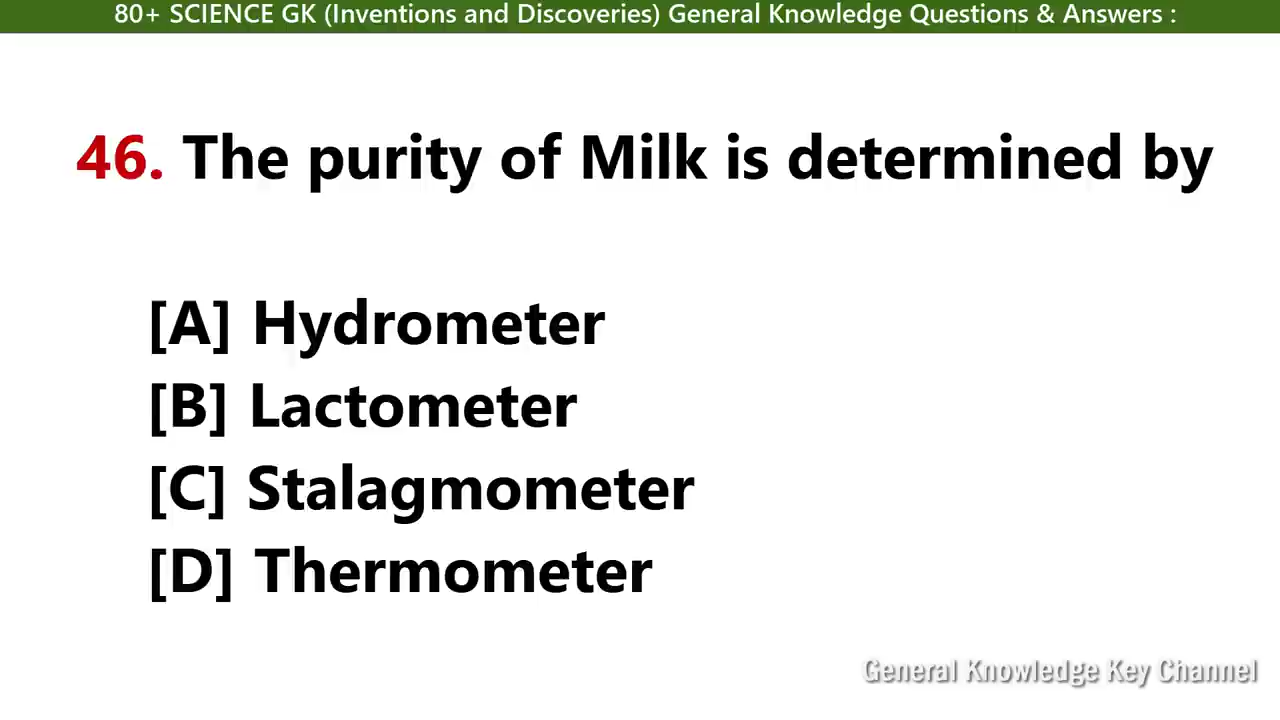 80+ SCIENCE GK (Inventions and Discoveries) General Knowledge Questions & Answers :
46. The purity of Milk is determined by
[A] Hydrometer
[B] Lactometer
[C] Stalagmometer
[D] Thermometer
General Knowledge Key Channel